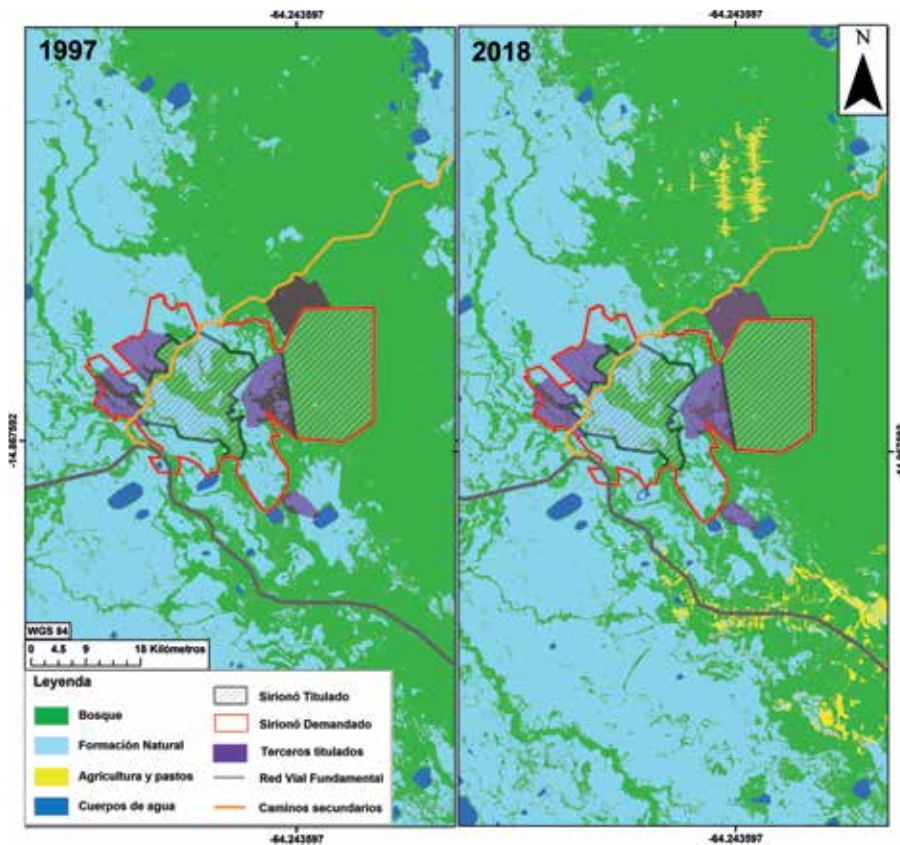 -64.243597
-64.243597
1997
2018
N
-14.867592
-14.867592
WGS 84
0 4.5 9 18 Kilómetros
Leyenda
Bosque
Formación Natural
Agricultura y pastos
Cuerpos de agua
Sirionó Titulado
Sirionó Demandado
Terceros titulados
Red Vial Fundamental
Caminos secundarios
-64.243597
-64.243597